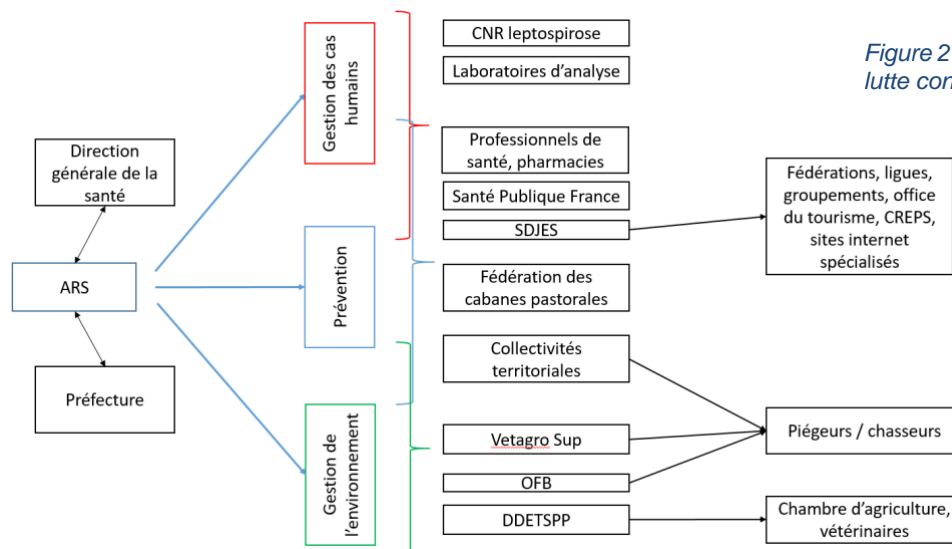 CNR leptospirose
Laboratoires d'analyse
Figure 2
lutte con
Gestion des cas
humains
Direction
générale de la
santé
Professionnels de
santé, pharmacies
Santé Publique France
SDJES
Fédérations, ligues,
groupements, office
du tourisme, CREPS,
sites internet
spécialisés
ARS
Prévention
Fédération des
cabanes pastorales
Préfecture
Collectivités
territoriales
Gestion de
l'environnement
Vetagro Sup
OFB
DDETSPP
Piégeurs / chasseurs
Chambre d'agriculture,
vétérinaires